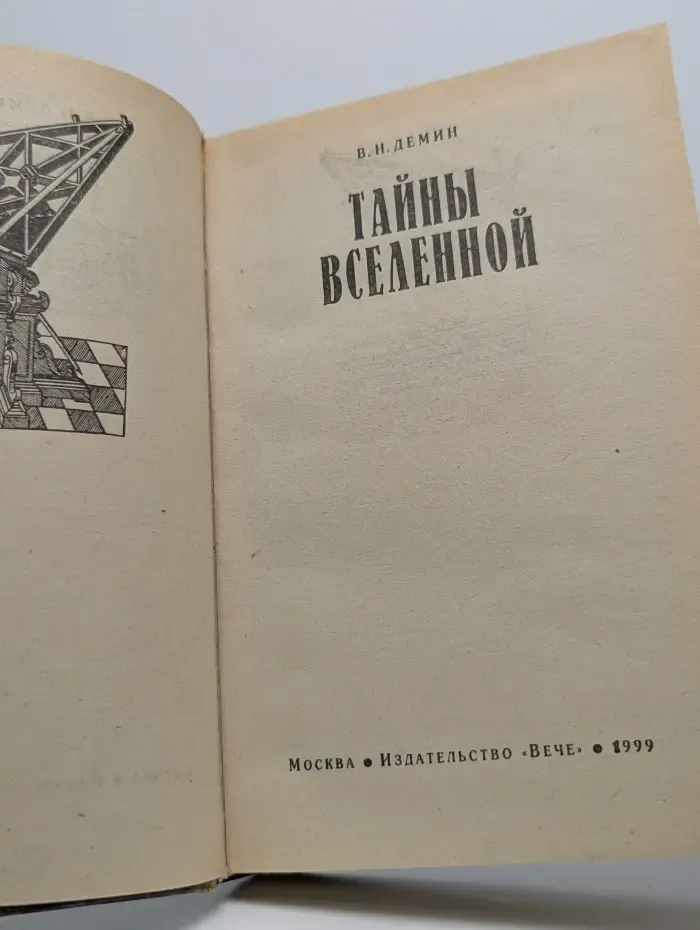 В. Н. ДЕМИН
ТАЙНЫ
ВСЕЛЕННОЙ
МОСКВА • ИЗДАТЕЛЬСТВО «ВЕЧЕ» • 1999